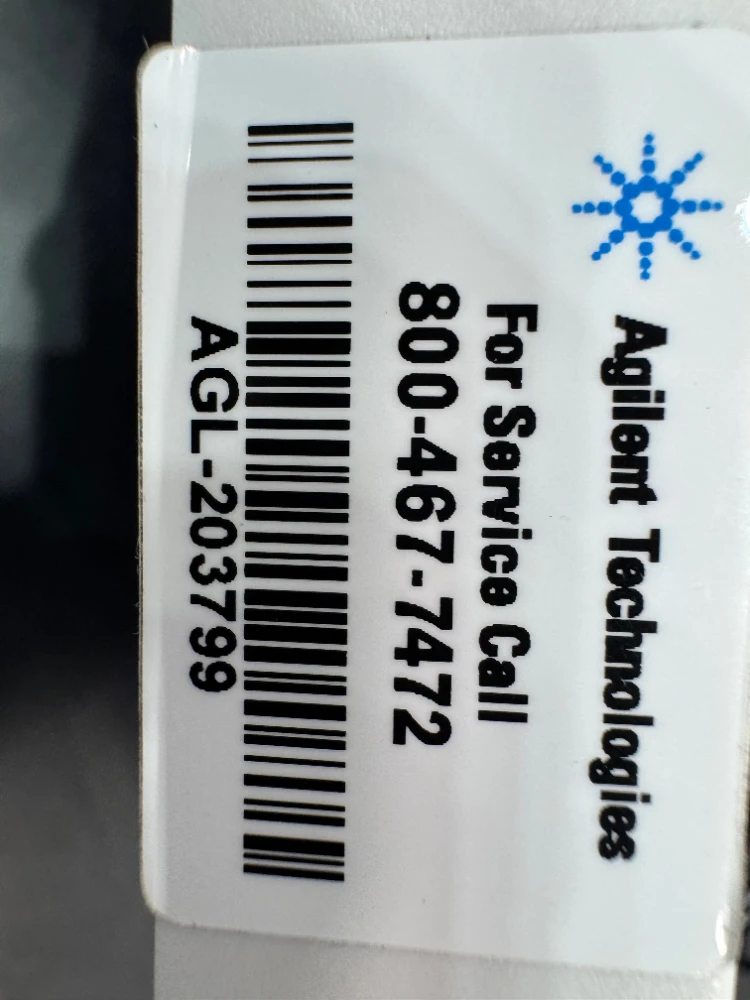 Agilent Technologies
For Service Call
800-467-7472
AGL-203799